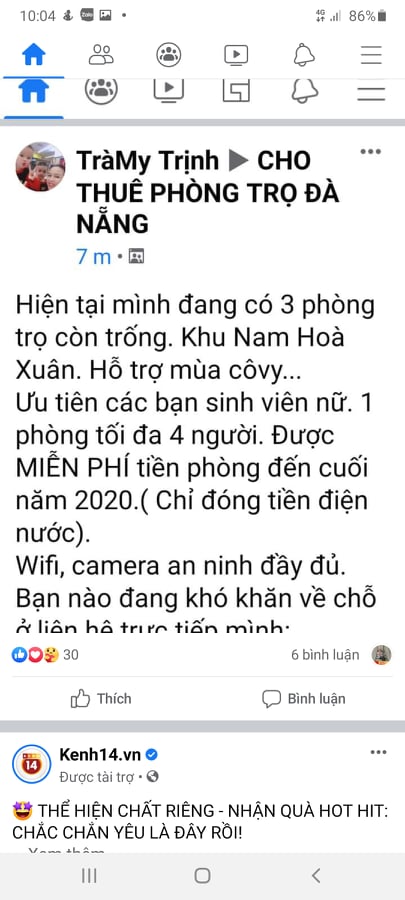 10:04
4G 86%
TràMy Trịnh ▶ CHO
THUÊ PHÒNG TRỌ ĐÀ
NẴNG
7 m •
Hiện tại mình đang có 3 phòng
trọ còn trống. Khu Nam Hoà
Xuân. Hỗ trợ mùa côvy...
Ưu tiên các bạn sinh viên nữ. 1
phòng tối đa 4 người. Được
MIỄN PHÍ tiền phòng đến cuối
năm 2020.( Chỉ đóng tiền điện
nước).
Wifi, camera an ninh đầy đủ.
Bạn nào đang khó khăn về chỗ
ở liên hệ trực tiếp mình:
30
6 bình luận
Thích
Bình luận
14
Kenh14.vn
Được tài trợ •
🤩 THỂ HIỆN CHẤT RIÊNG - NHẬN QUÀ HOT HIT:
CHẮC CHẮN YÊU LÀ ĐÂY RỒI!
... Xem thêm